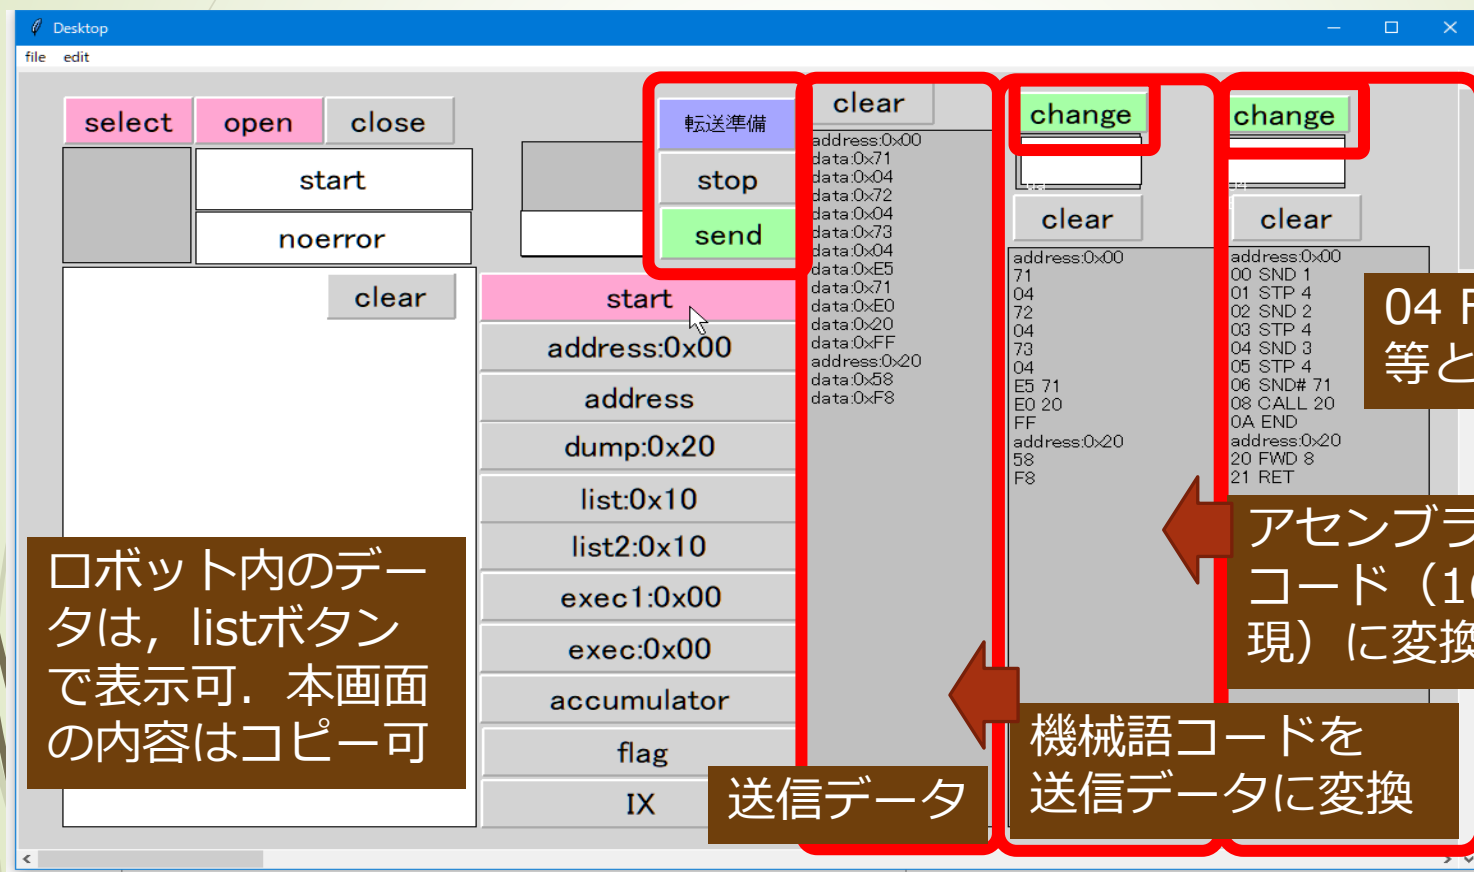 Desktop
file edit
select open close
start
noerror
clear
転送準備
stop
send
start
address:0x00
address
dump:0x20
list:0x10
list2:0x10
exec1:0x00
exec:0x00
accumulator
flag
IX
clear
address:0x00
data:0x71
data:0x04
data:0x72
data:0x04
data:0x73
data:0x04
data:0xE5
data:0x71
data:0xE0
data:0x20
data:0xFF
address:0x20
data:0x58
data:0xF8
change
clear
address:0x00
71
04
72
04
73
04
E5 71
E0 20
FF
address:0x20
58
F8
change
clear
address:0x00
00 SND 1
01 STP 4
02 SND 2
03 STP 4
04 SND 3
05 STP 4
06 SND# 71
08 CALL 20
0A END
address:0x20
20 FWD 8
21 RET
04 F
等と
アセンブラ
コード（16
現）に変換
機械語コードを
送信データに変換
送信データ
ロボット内のデー
タは，listボタン
で表示可．本画面
の内容はコピー可